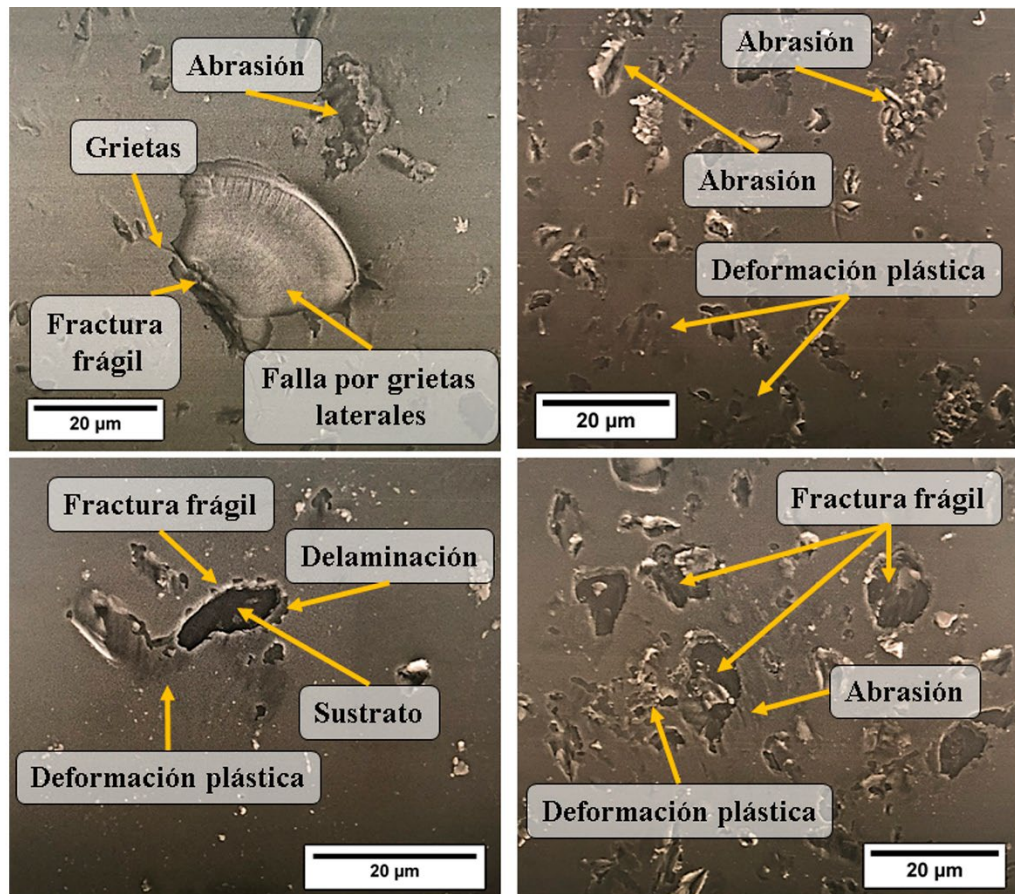 Abrasión
Grietas
Fractura
frágil
Falla por grietas
laterales
20 µm
Abrasión
Abrasión
Deformación plástica
20 µm
Fractura frágil
Delaminación
Sustrato
Deformación plástica
20 µm
Fractura frágil
Abrasión
Deformación plástica
20 µm